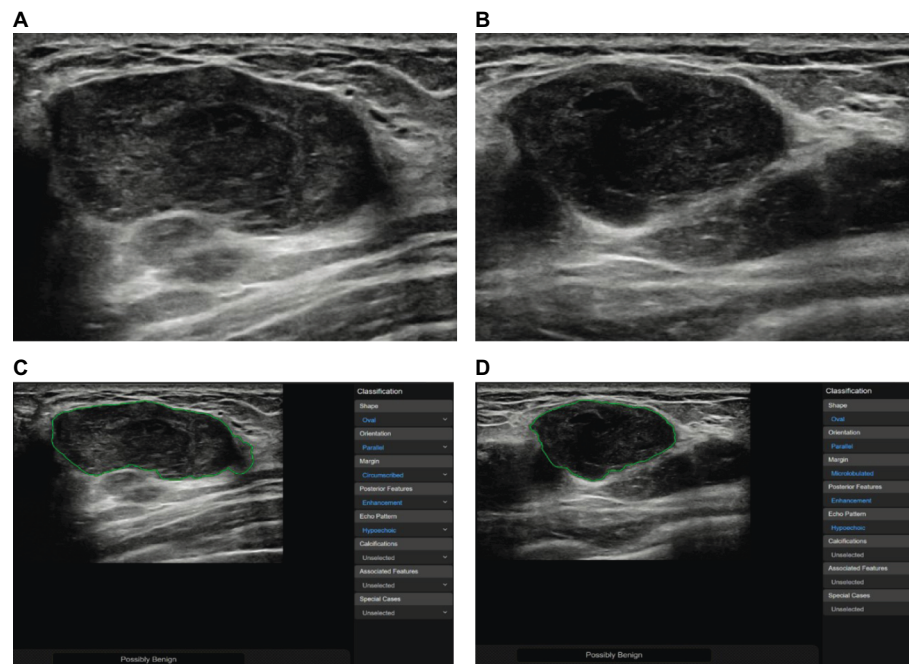 A
B
C
Classification
Shape
Oval
Orientation
Parallel
Margin
Circumscribed
Posterior Features
Enhancement
Echo Pattern
Hypoechoic
Calcifications
Unselected
Associated Features
Unselected
Special Cases
Unselected
Possibly Benign
D
Classification
Shape
Oval
Orientation
Parallel
Margin
Microlobulated
Posterior Features
Enhancement
Echo Pattern
Hypoechoic
Calcifications
Unselected
Associated Features
Unselected
Special Cases
Unselected
Possibly Benign